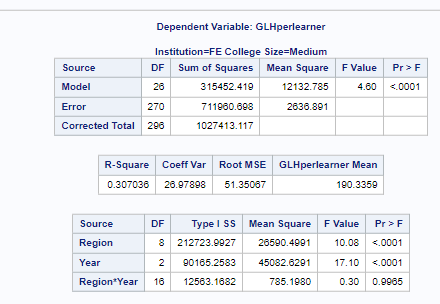 Dependent Variable: GLHperlearner
Institution=FE College Size=Medium
Source DF Sum of Squares Mean Square F Value Pr > F
Model 26 315452.419 12132.785 4.60 <.0001
Error 270 711960.698 2636.891
Corrected Total 296 1027413.117
R-Square Coeff Var Root MSE GLHperlearner Mean
0.307036 26.97898 51.35067 190.3359
Source DF Type I SS Mean Square F Value Pr > F
Region 8 212723.9927 26590.4991 10.08 <.0001
Year 2 90165.2583 45082.6291 17.10 <.0001
Region*Year 16 12563.1682 785.1980 0.30 0.9965